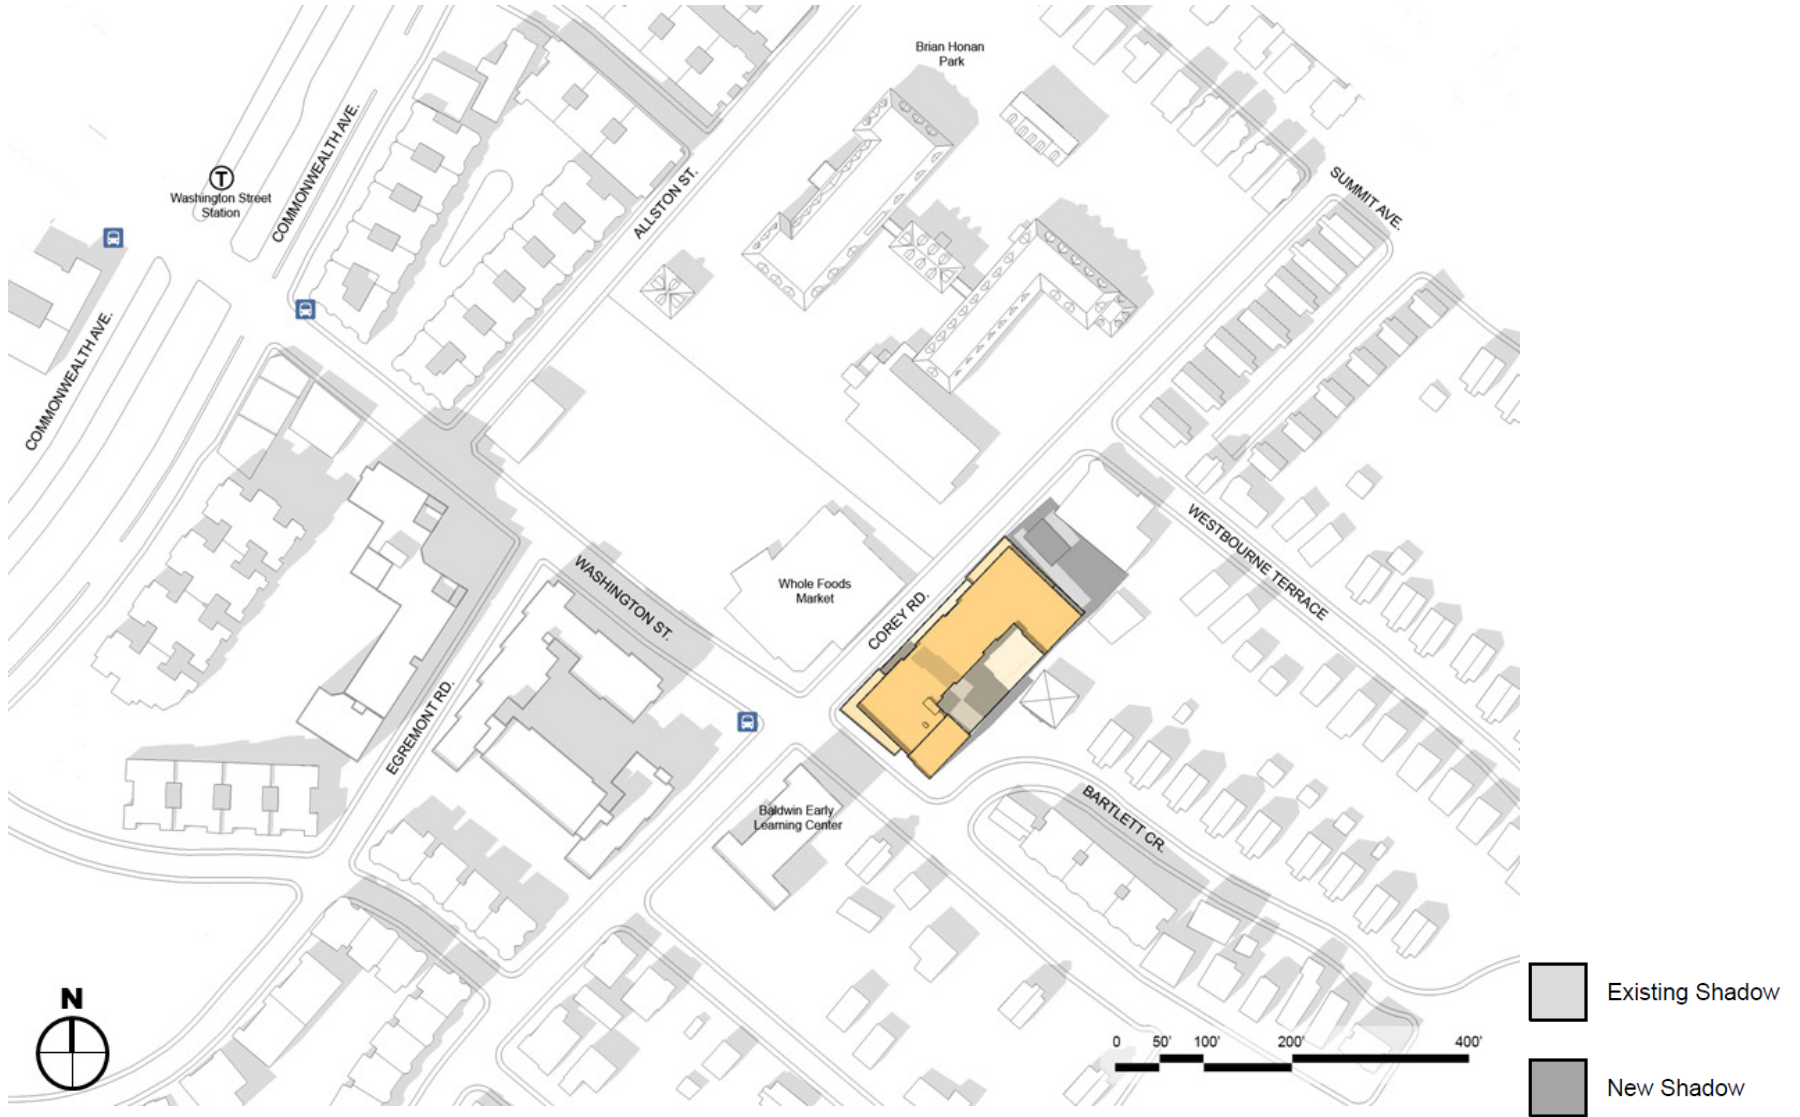 Brian Honan
Park
COMMONWEALTH AVE.
T
Washington Street
Station
ALLSTON ST.
SUMMIT AVE.
COMMONWEALTH AVE.
WESTBOURNE TERRACE
WASHINGTON ST.
Whole Foods
Market
COREY RD.
EGREMONT RD.
Baldwin Early
Learning Center
BARTLETT CR.
N
0 50' 100' 200' 400'
Existing Shadow
New Shadow